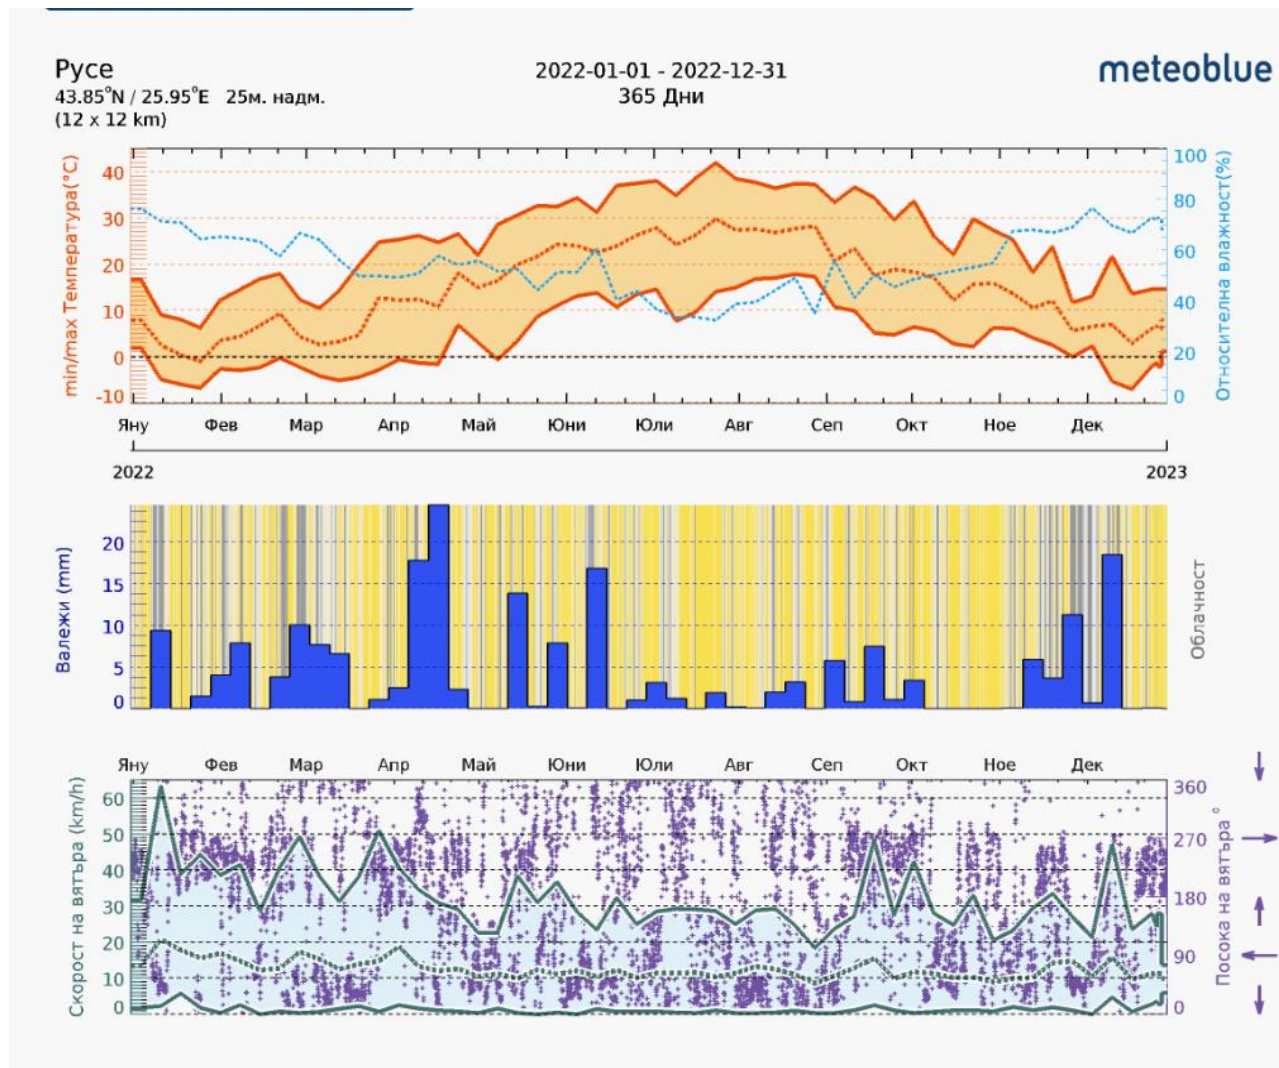 Русе
2022-01-01 - 2022-12-31
meteoblue
43.85°N / 25.95°E 25м. надм.
365 Дни
(12 x 12 km)
min/max Температура(°C)
40
30
20
10
0
-10
100
80
60
40
20
0
Относителна влажност(%)
Яну Фев Мар Апр Май Юни Юли Авг Сеп Окт Ное Дек
2022 2023
Валежи (mm)
20
15
10
5
0
Облачност
Яну Фев Мар Апр Май Юни Юли Авг Сеп Окт Ное Дек
Скорост на вятъра (km/h)
60
50
40
30
20
10
0
360
270
180
90
0
Посока на вятъра °